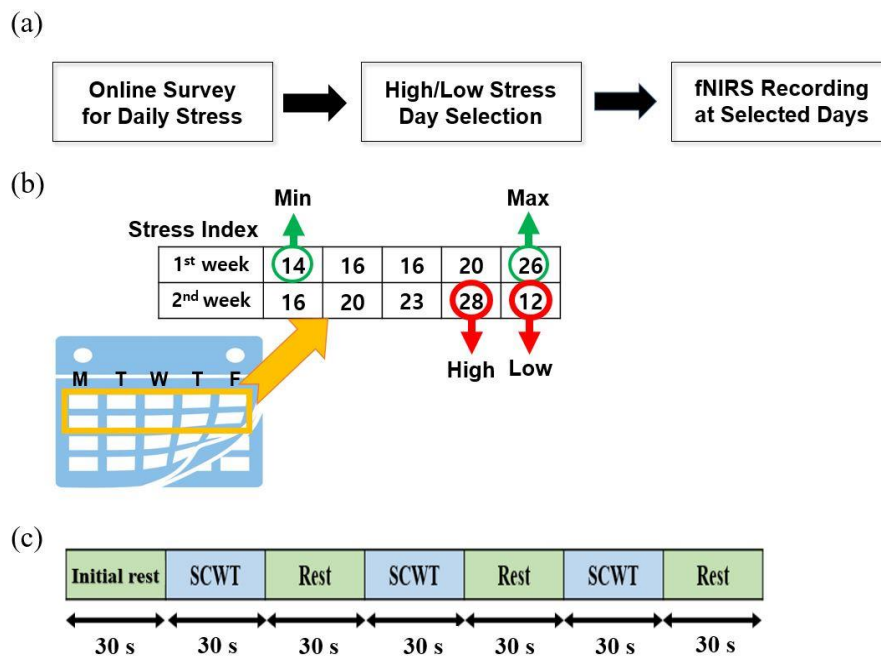 (a)
Online Survey
for Daily Stress
High/Low Stress
Day Selection
fNIRS Recording
at Selected Days
(b)
Min
Max
Stress Index
1st week 14 16 16 20 26
2nd week 16 20 23 28 12
High Low
M T W T F
(c)
Initial rest SCWT Rest SCWT Rest SCWT Rest
30 s 30 s 30 s 30 s 30 s 30 s 30 s